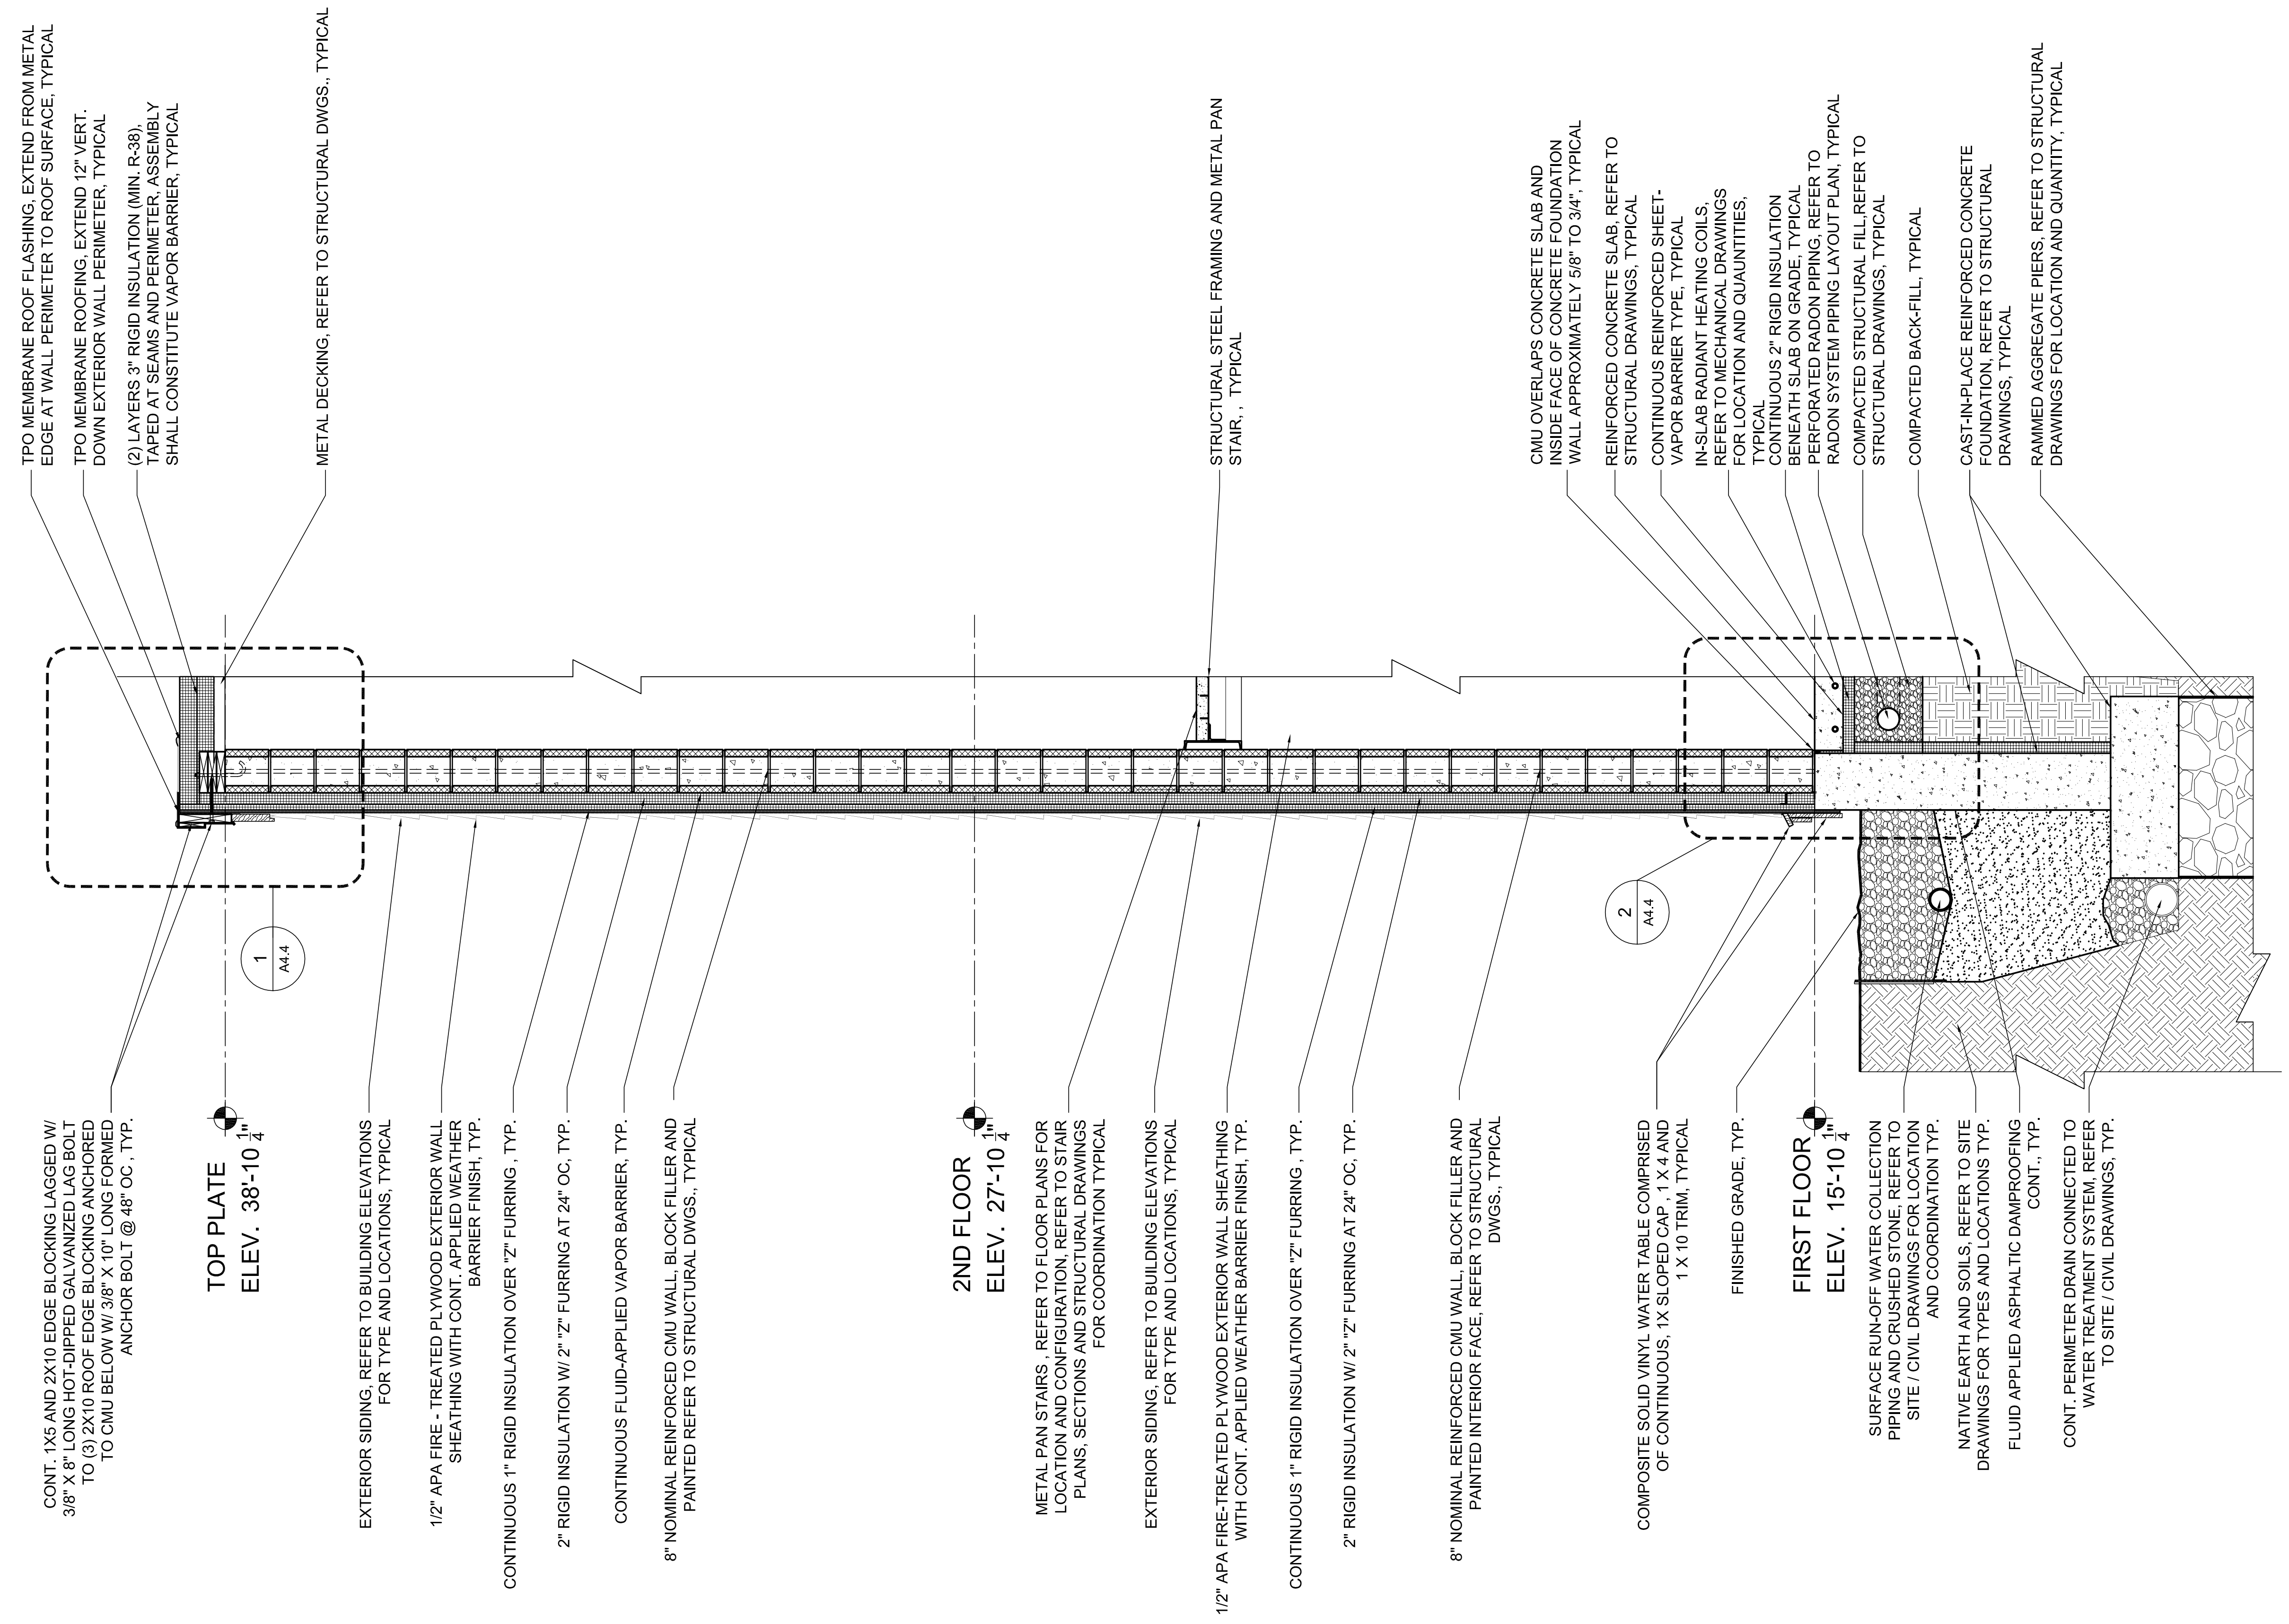 TPO MEMBRANE ROOF FLASHING, EXTEND FROM METAL
EDGE AT WALL PERIMETER TO ROOF SURFACE, TYPICAL
TPO MEMBRANE ROOFING, EXTEND 12" VERT.
DOWN EXTERIOR WALL PERIMETER, TYPICAL
(2) LAYERS 3" RIGID INSULATION (MIN. R-38),
TAPED AT SEAMS AND PERIMETER, ASSEMBLY
SHALL CONSTITUTE VAPOR BARRIER, TYPICAL
METAL DECKING, REFER TO STRUCTURAL DWGS., TYPICAL
STRUCTURAL STEEL FRAMING AND METAL PAN
STAIR, , TYPICAL
CMU OVERLAPS CONCRETE SLAB AND
INSIDE FACE OF CONCRETE FOUNDATION
WALL APPROXIMATELY 5/8" TO 3/4", TYPICAL
REINFORCED CONCRETE SLAB, REFER TO
STRUCTURAL DRAWINGS, TYPICAL
CONTINUOUS REINFORCED SHEET-
VAPOR BARRIER TYPE, TYPICAL
IN-SLAB RADIANT HEATING COILS,
REFER TO MECHANICAL DRAWINGS
FOR LOCATION AND QUAUNTITIES,
TYPICAL
CONTINUOUS 2" RIGID INSULATION
BENEATH SLAB ON GRADE, TYPICAL
PERFORATED RADON PIPING, REFER TO
RADON SYSTEM PIPING LAYOUT PLAN, TYPICAL
COMPACTED STRUCTURAL FILL,REFER TO
STRUCTURAL DRAWINGS, TYPICAL
COMPACTED BACK-FILL, TYPICAL
CAST-IN-PLACE REINFORCED CONCRETE
FOUNDATION, REFER TO STRUCTURAL
DRAWINGS, TYPICAL
RAMMED AGGREGATE PIERS, REFER TO STRUCTURAL
DRAWINGS FOR LOCATION AND QUANTITY, TYPICAL
1
A4.4
2
A4.4
CONT. 1X5 AND 2X10 EDGE BLOCKING LAGGED W/
3/8" X 8" LONG HOT-DIPPED GALVANIZED LAG BOLT
TO (3) 2X10 ROOF EDGE BLOCKING ANCHORED
TO CMU BELOW W/ 3/8" X 10" LONG FORMED
ANCHOR BOLT @ 48" OC , TYP.
TOP PLATE
ELEV. 38'-10 1/4"
EXTERIOR SIDING, REFER TO BUILDING ELEVATIONS
FOR TYPE AND LOCATIONS, TYPICAL
1/2" APA FIRE - TREATED PLYWOOD EXTERIOR WALL
SHEATHING WITH CONT. APPLIED WEATHER
BARRIER FINISH, TYP.
CONTINUOUS 1" RIGID INSULATION OVER "Z" FURRING , TYP.
2" RIGID INSULATION W/ 2" "Z" FURRING AT 24" OC, TYP.
CONTINUOUS FLUID-APPLIED VAPOR BARRIER, TYP.
8" NOMINAL REINFORCED CMU WALL, BLOCK FILLER AND
PAINTED REFER TO STRUCTURAL DWGS., TYPICAL
2ND FLOOR
ELEV. 27'-10 1/4"
METAL PAN STAIRS , REFER TO FLOOR PLANS FOR
LOCATION AND CONFIGURATION, REFER TO STAIR
PLANS, SECTIONS AND STRUCTURAL DRAWINGS
FOR COORDINATION TYPICAL
EXTERIOR SIDING, REFER TO BUILDING ELEVATIONS
FOR TYPE AND LOCATIONS, TYPICAL
1/2" APA FIRE-TREATED PLYWOOD EXTERIOR WALL SHEATHING
WITH CONT. APPLIED WEATHER BARRIER FINISH, TYP.
CONTINUOUS 1" RIGID INSULATION OVER "Z" FURRING , TYP.
2" RIGID INSULATION W/ 2" "Z" FURRING AT 24" OC, TYP.
8" NOMINAL REINFORCED CMU WALL, BLOCK FILLER AND
PAINTED INTERIOR FACE, REFER TO STRUCTURAL
DWGS., TYPICAL
COMPOSITE SOLID VINYL WATER TABLE COMPRISED
OF CONTINUOUS, 1X SLOPED CAP , 1 X 4 AND
1 X 10 TRIM, TYPICAL
FINISHED GRADE, TYP.
FIRST FLOOR
ELEV. 15'-10 1/4"
SURFACE RUN-OFF WATER COLLECTION
PIPING AND CRUSHED STONE, REFER TO
SITE / CIVIL DRAWINGS FOR LOCATION
AND COORDINATION TYP.
NATIVE EARTH AND SOILS, REFER TO SITE
DRAWINGS FOR TYPES AND LOCATIONS TYP.
FLUID APPLIED ASPHALTIC DAMPROOFING
CONT., TYP.
CONT. PERIMETER DRAIN CONNECTED TO
WATER TREATMENT SYSTEM, REFER
TO SITE / CIVIL DRAWINGS, TYP.